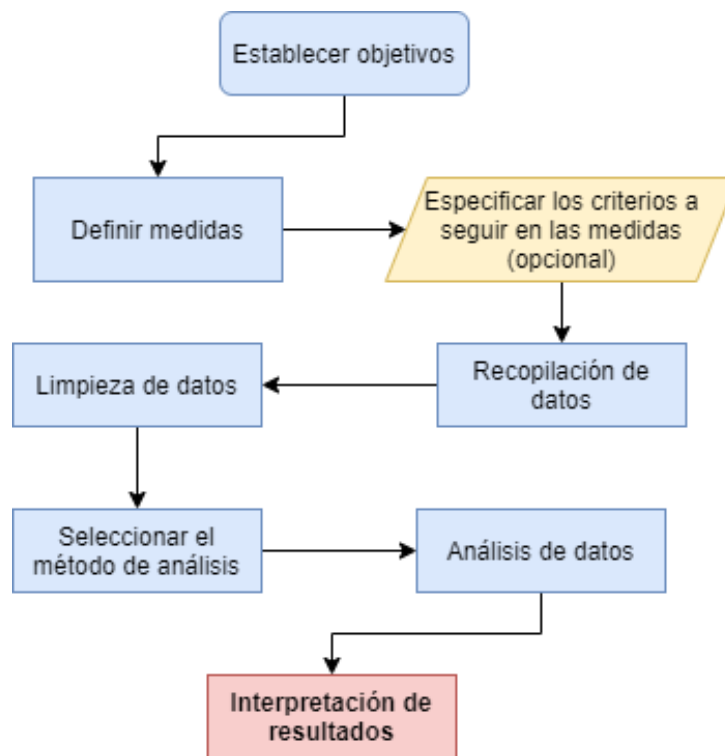 Establecer objetivos
Definir medidas
Especificar los criterios a
seguir en las medidas
(opcional)
Recopilación de
datos
Limpieza de datos
Seleccionar el
método de análisis
Análisis de datos
Interpretación de
resultados